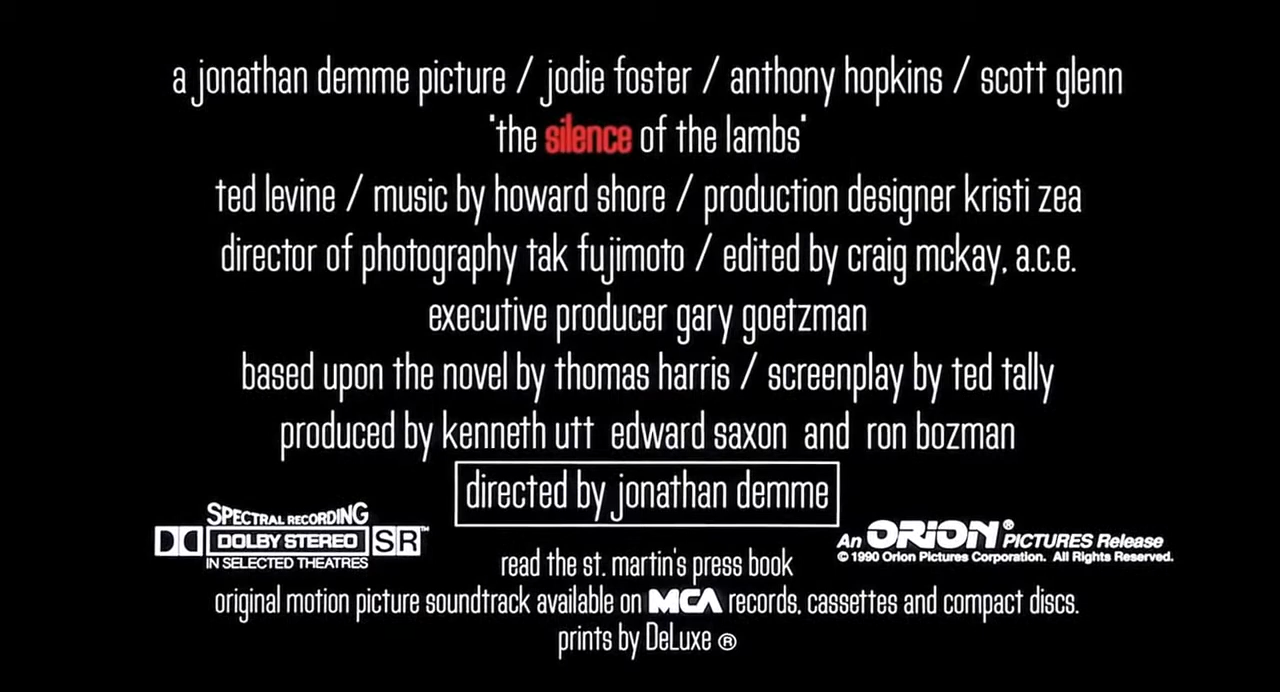 a jonathan demme picture / jodie foster / anthony hopkins / scott glenn
"the silence of the lambs"
ted levine / music by howard shore / production designer kristi zea
director of photography tak fujimoto / edited by craig mckay, a.c.e.
executive producer gary goetzman
based upon the novel by thomas harris / screenplay by ted tally
produced by kenneth utt edward saxon and ron bozman
directed by jonathan demme
SPECTRAL RECORDING
DOLBY STEREO SR™
IN SELECTED THEATRES
An ORION® PICTURES Release
© 1990 Orion Pictures Corporation. All Rights Reserved.
read the st. martin's press book
original motion picture soundtrack available on MCA records, cassettes and compact discs.
prints by DeLuxe ®